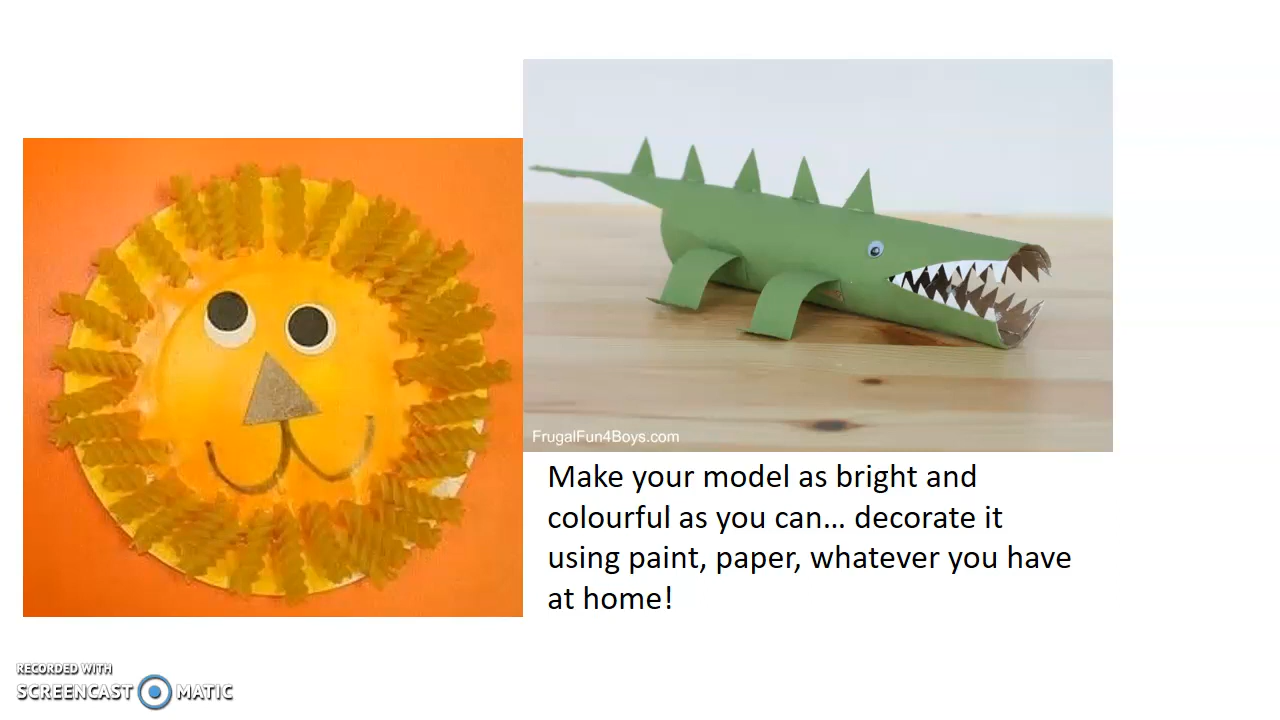 FrugalFun4Boys.com
Make your model as bright and
colourful as you can... decorate it
using paint, paper, whatever you have
at home!
RECORDED WITH
SCREENCAST MATIC